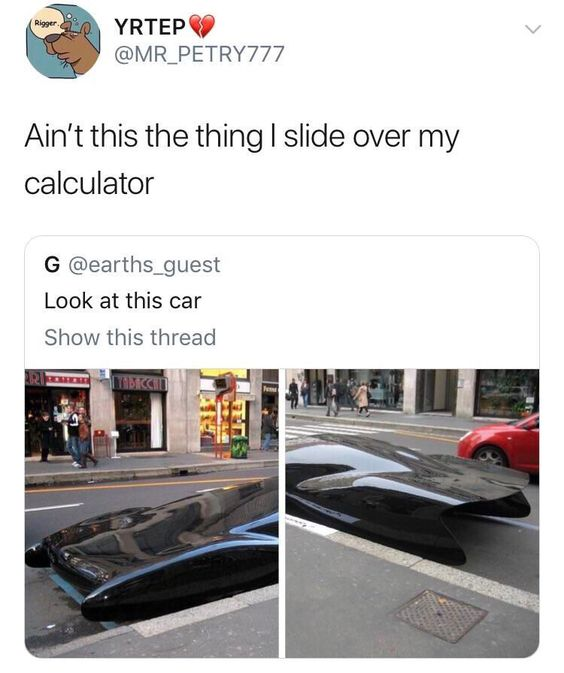 Rigger
YRTEP💔
@MR_PETRY777
Ain’t this the thing I slide over my
calculator
G @earths_guest
Look at this car
Show this thread
TABACCHI